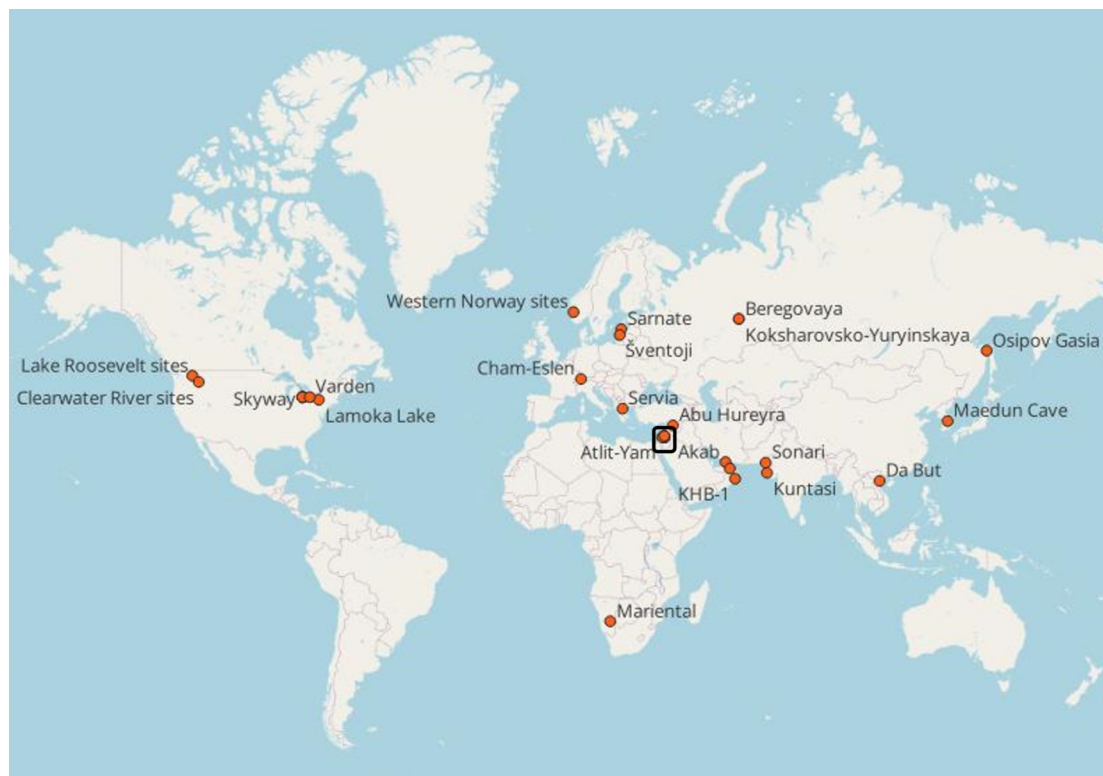 Western Norway sites
Sarnate
Šventoji
Beregovaya
Koksharovsko-Yuryinskaya
Osipov Gasia
Lake Roosevelt sites
Clearwater River sites
Skyway
Varden
Lamoka Lake
Cham-Eslen
Servia
Abu Hureyra
Maedun Cave
Atlit-Yam
Akab
Sonari
KHB-1
Kuntasi
Da But
Mariental